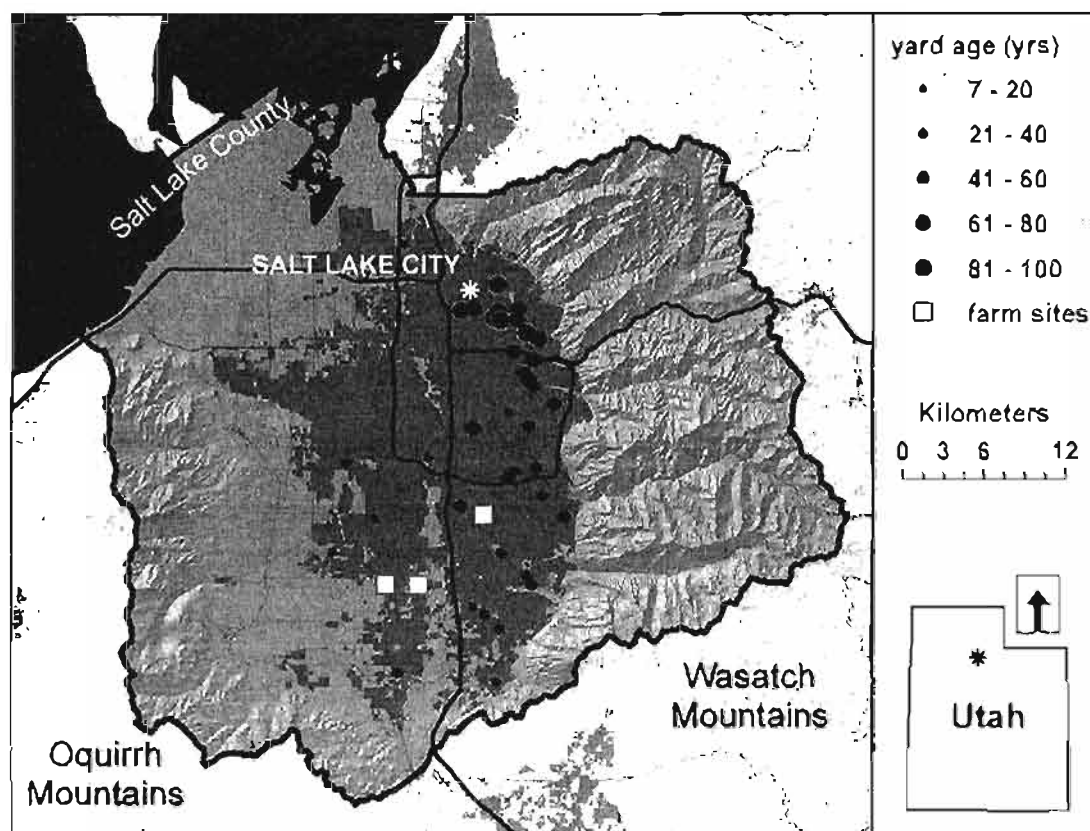 Salt Lake County
SALT LAKE CITY
Oquirrh
Mountains
Wasatch
Mountains
yard age (yrs)
7 - 20
21 - 40
41 - 60
61 - 80
81 - 100
farm sites
Kilometers
0 3 6 12
Utah